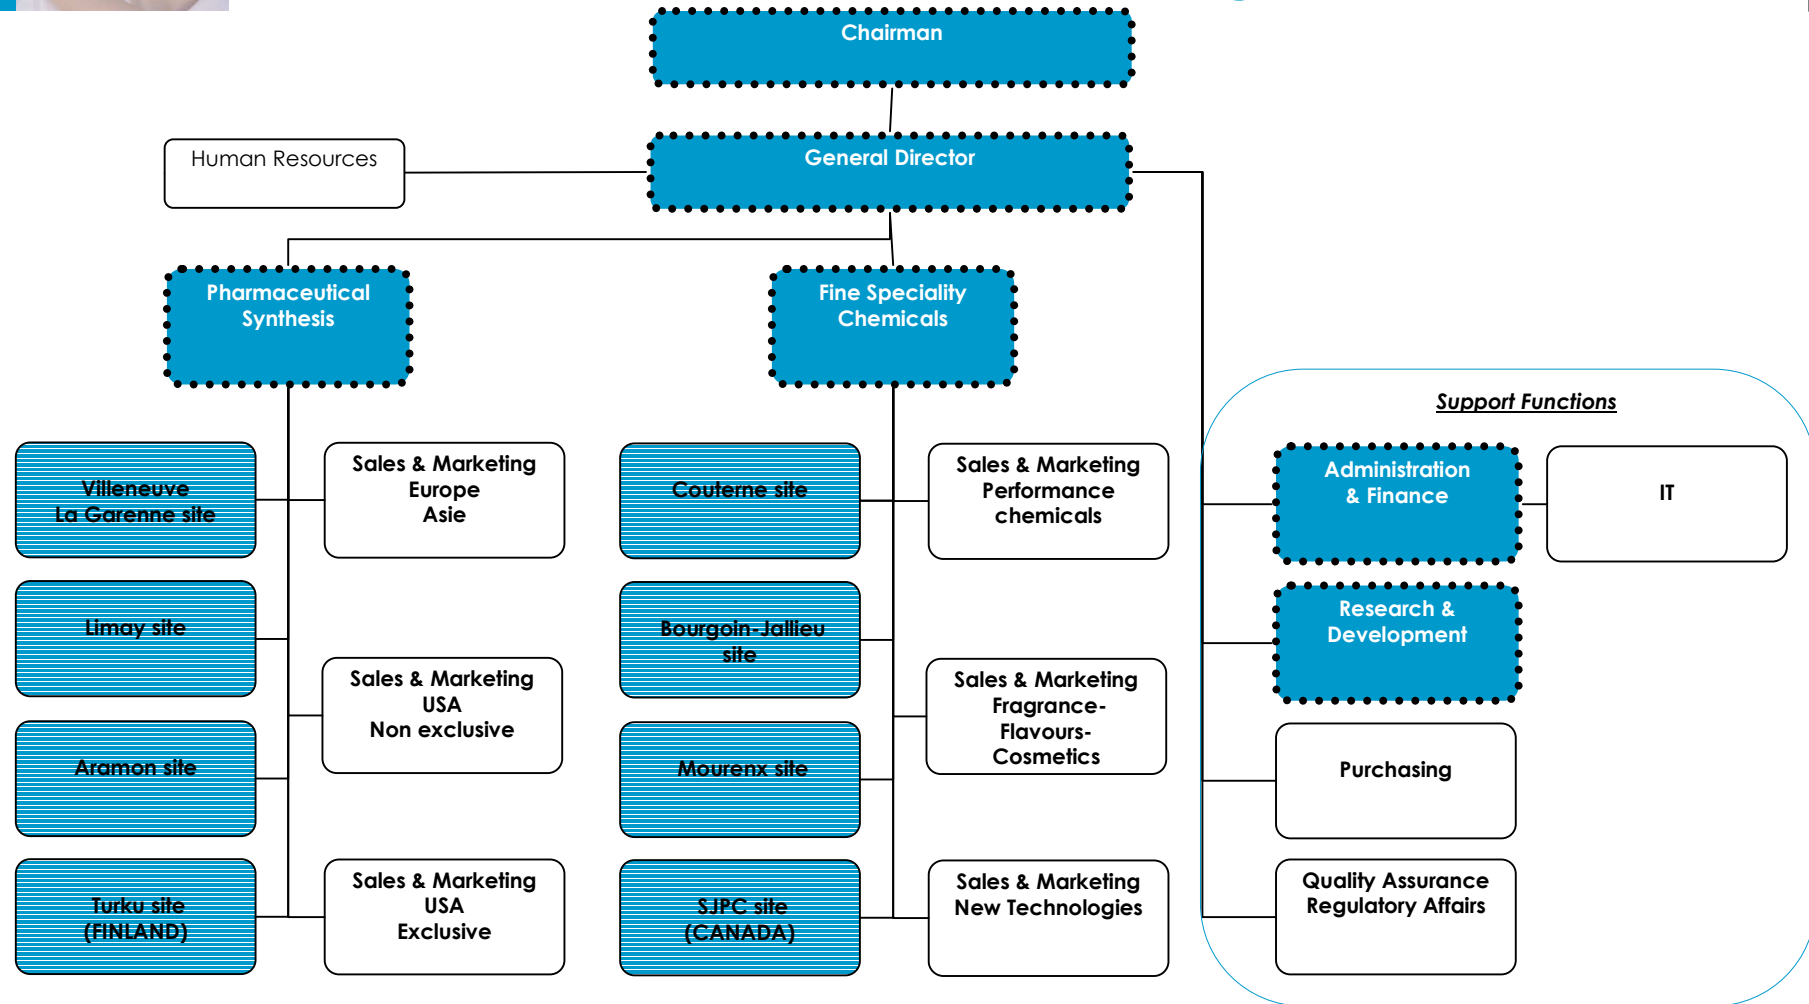 Chairman
Human Resources
General Director
Pharmaceutical
Synthesis
Fine Speciality
Chemicals
Support Functions
Villeneuve
La Garenne site
Sales & Marketing
Europe
Asie
Couterne site
Sales & Marketing
Performance
chemicals
Administration
& Finance
IT
Limay site
Bourgoin-Jallieu
site
Research &
Development
Sales & Marketing
USA
Non exclusive
Sales & Marketing
Fragrance-
Flavours-
Cosmetics
Aramon site
Mourenx site
Purchasing
Turku site
(FINLAND)
Sales & Marketing
USA
Exclusive
SJPC site
(CANADA)
Sales & Marketing
New Technologies
Quality Assurance
Regulatory Affairs